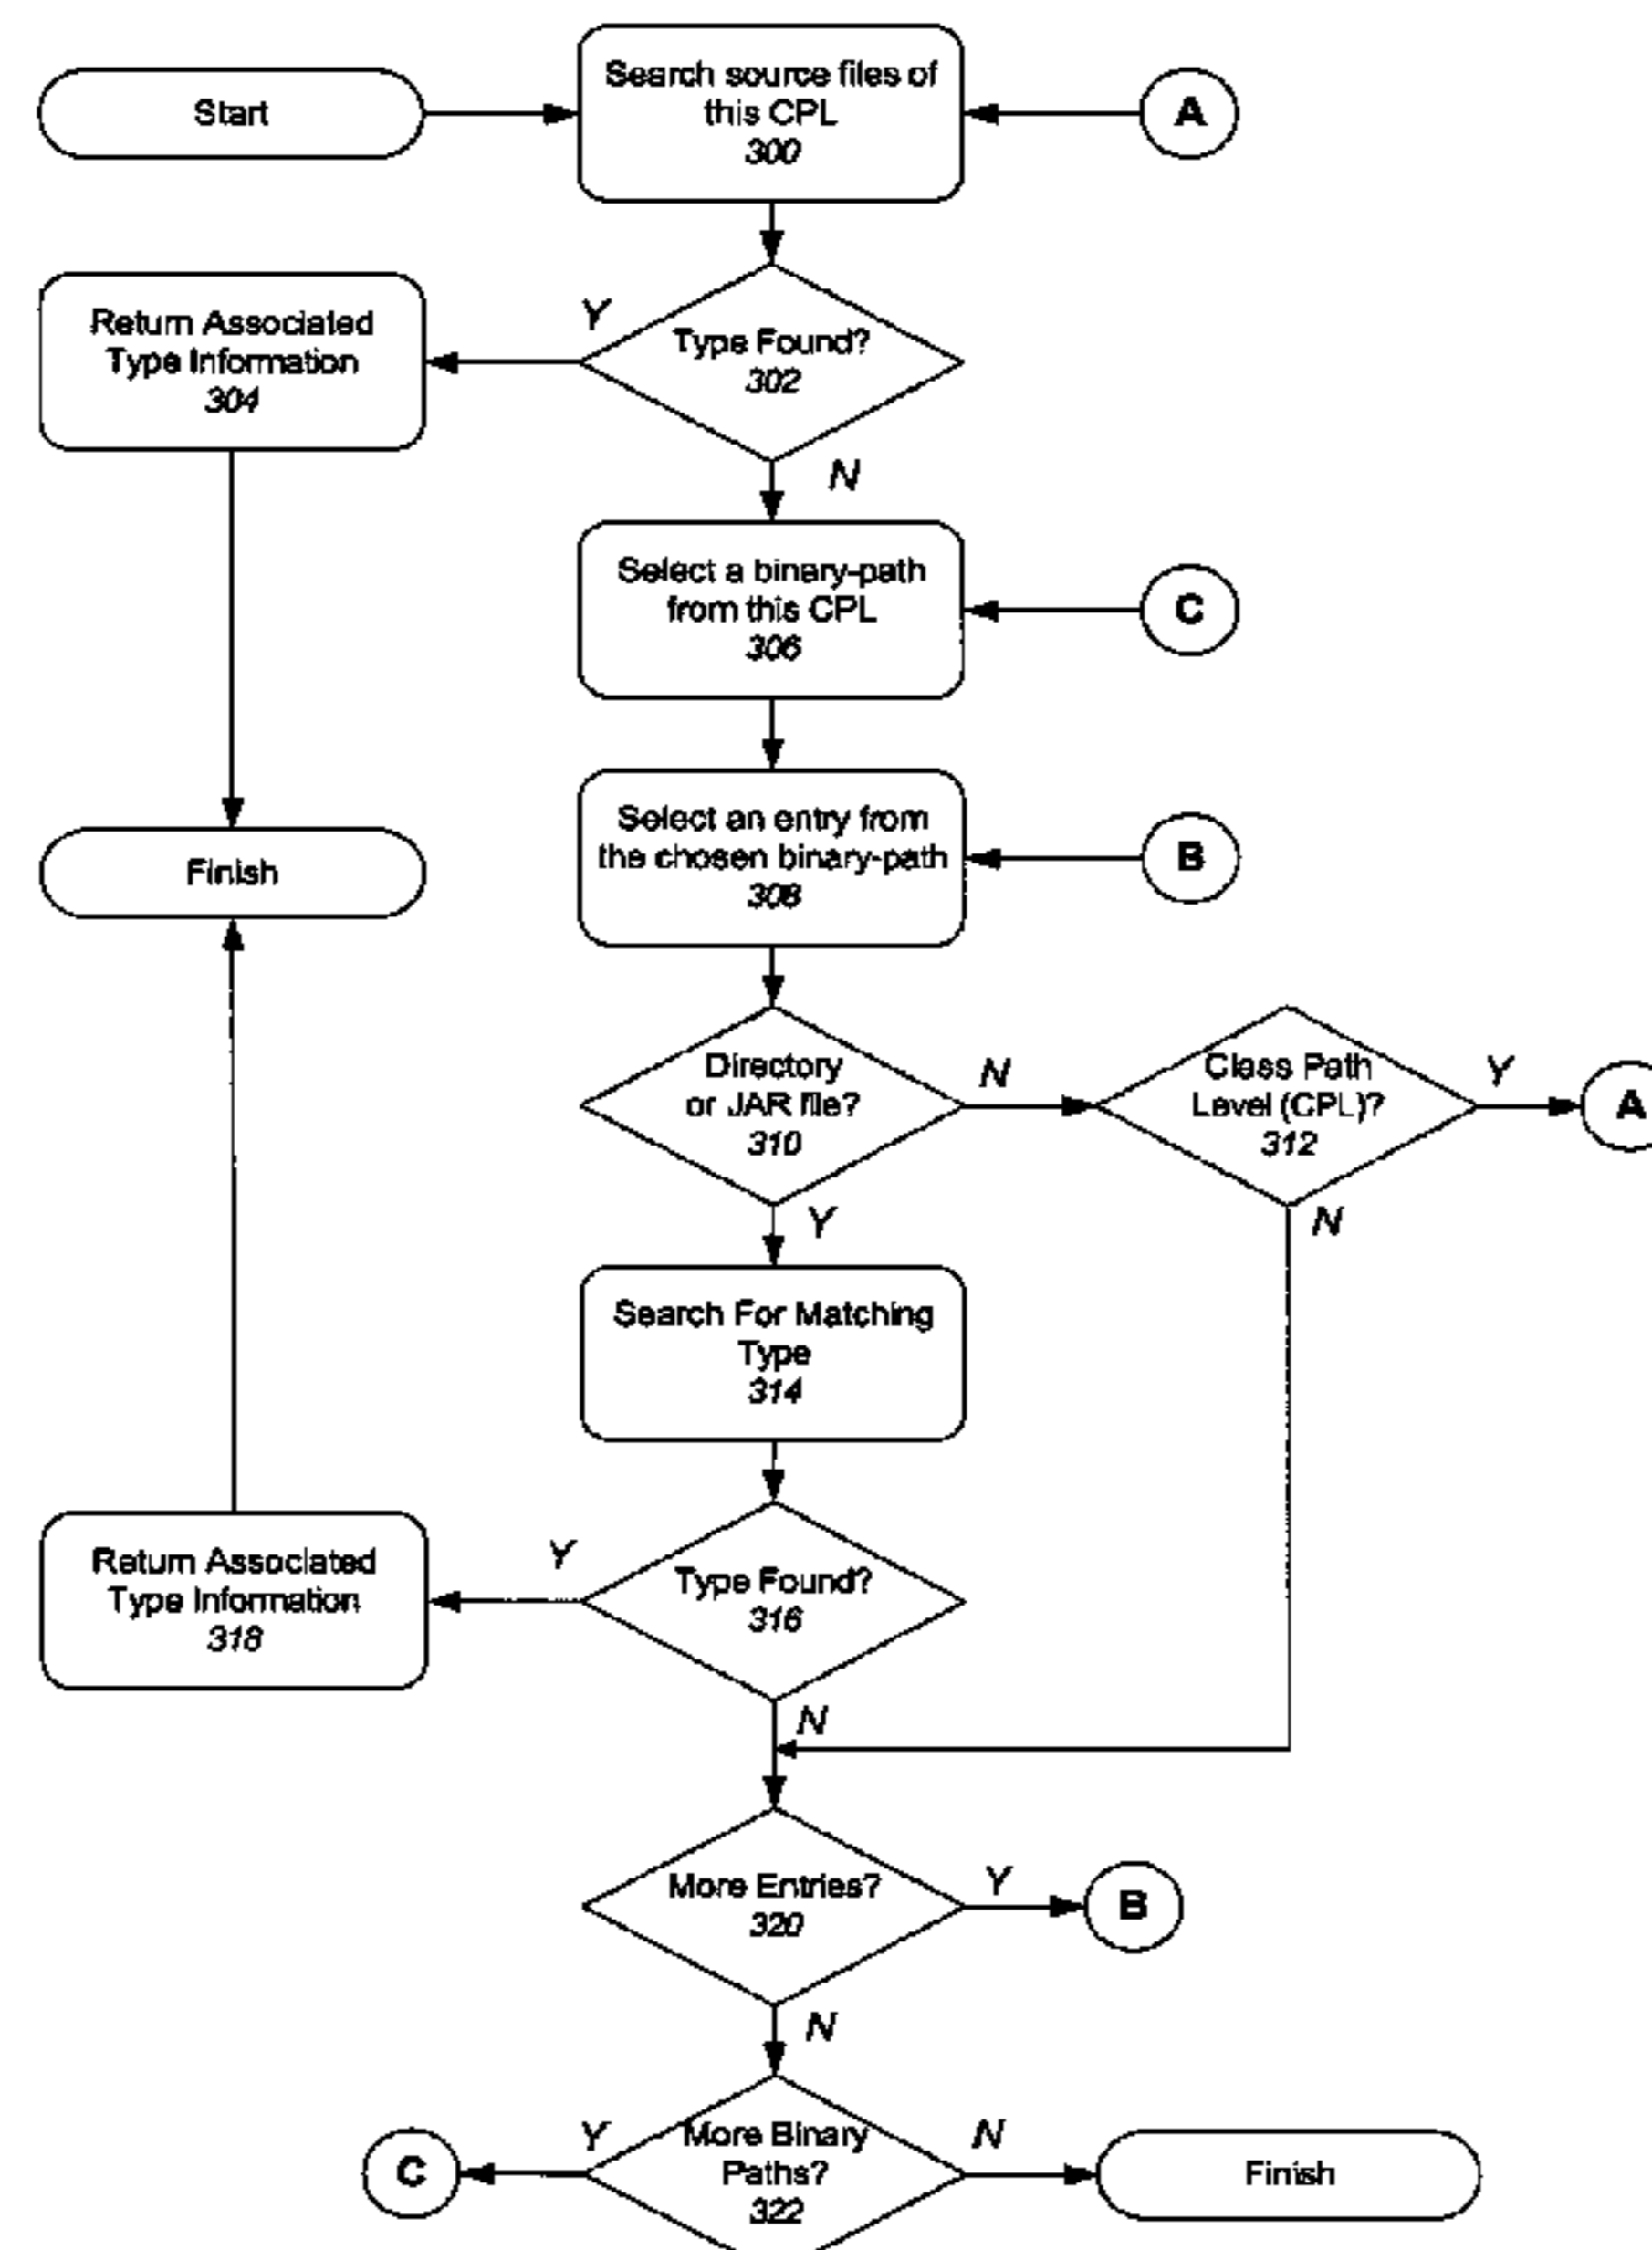 Start
Search source files of
this CPL
300
A
Return Associated
Type Information
304
Y
Type Found?
302
N
Select a binary-path
from this CPL
306
C
Select an entry from
the chosen binary-path
308
B
Finish
Directory
or JAR file?
310
N
Class Path
Level (CPL)?
312
Y
A
Y
N
Search For Matching
Type
314
Return Associated
Type Information
318
Y
Type Found?
316
N
More Entries?
320
Y
B
N
C
Y
More Binary
Paths?
322
N
Finish